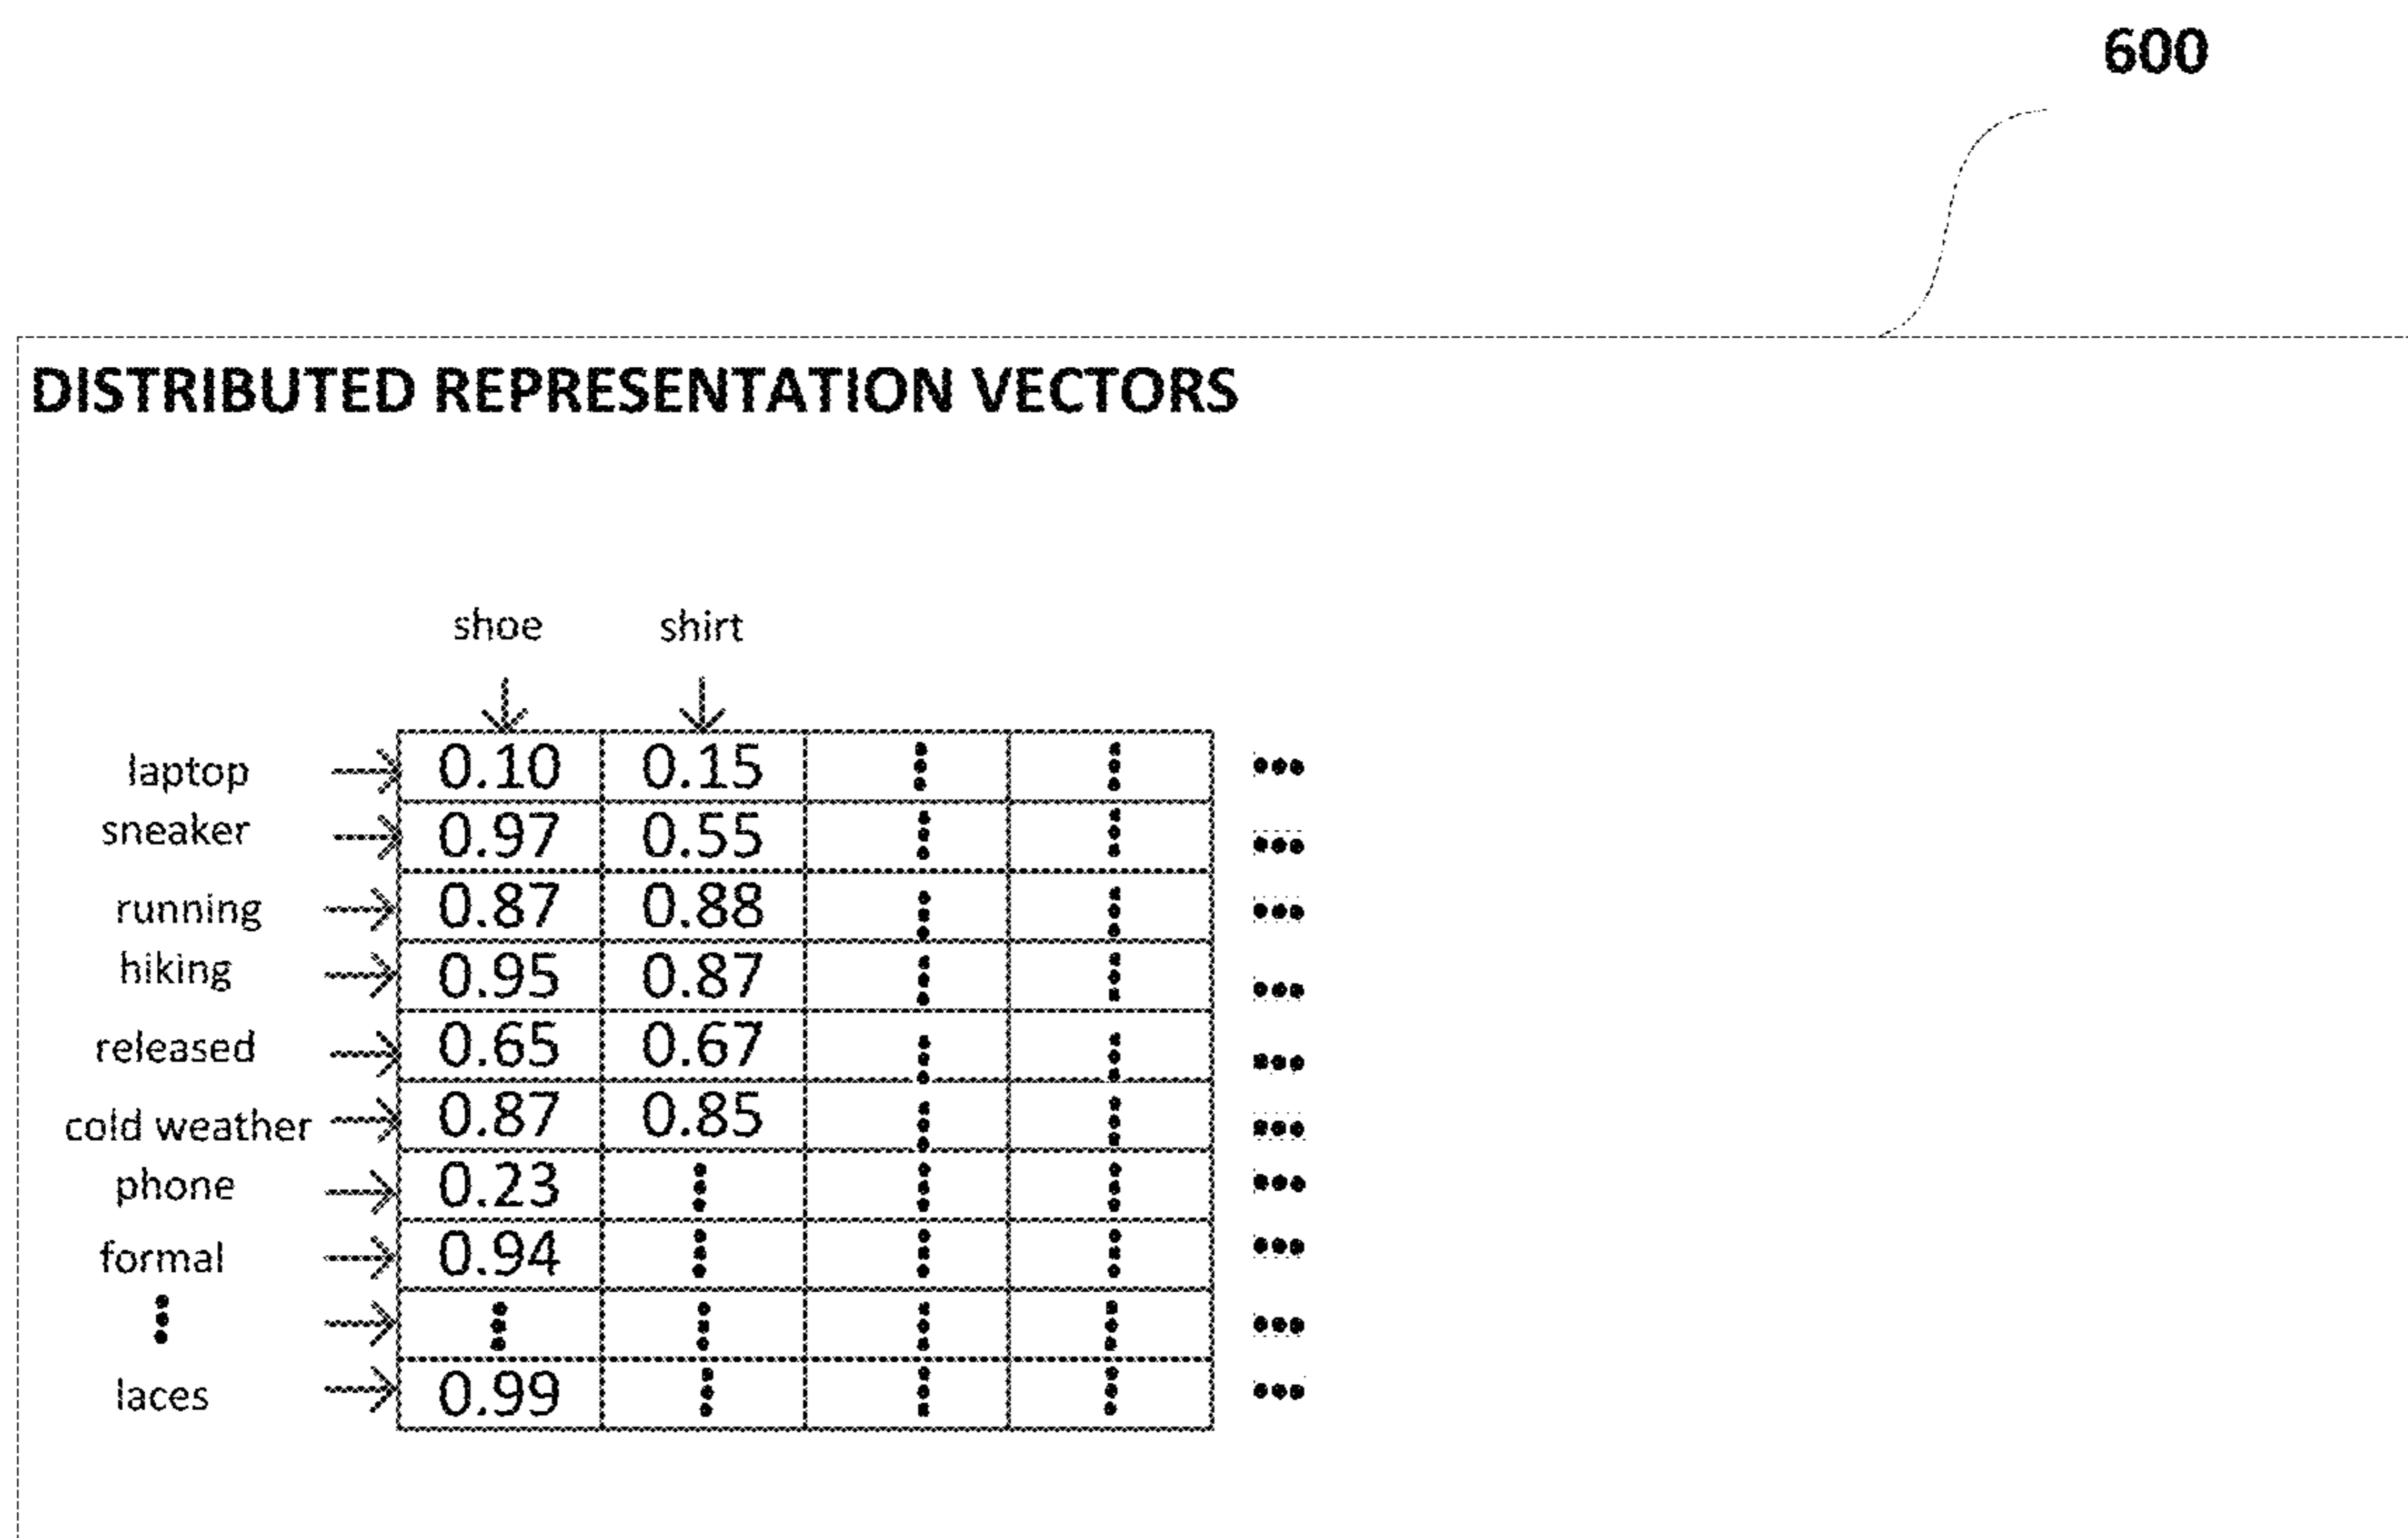 600
DISTRIBUTED REPRESENTATION VECTORS
shoe shirt
laptop 0.10 0.15
sneaker 0.97 0.55
running 0.87 0.88
hiking 0.95 0.87
released 0.65 0.67
cold weather 0.87 0.85
phone 0.23
formal 0.94
laces 0.99